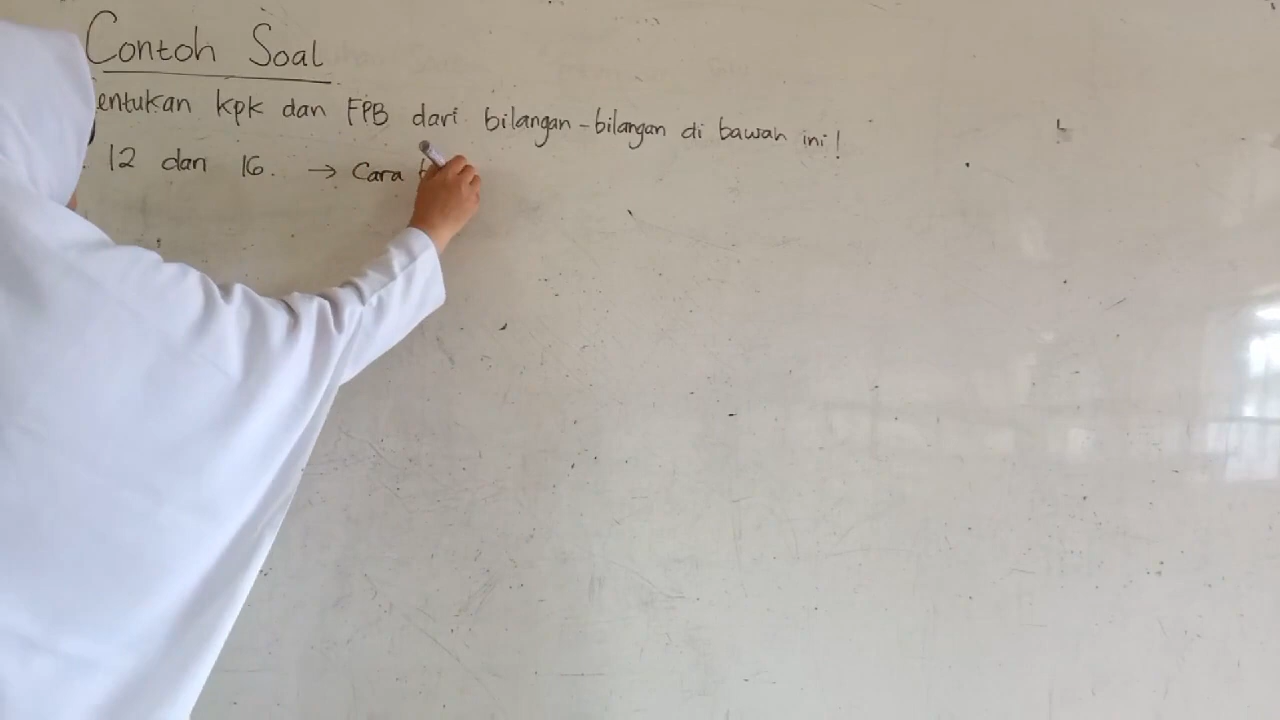 Contoh Soal
entukan kpk dan FPB dari bilangan-bilangan di bawah ini!
12 dan 16. → Cara